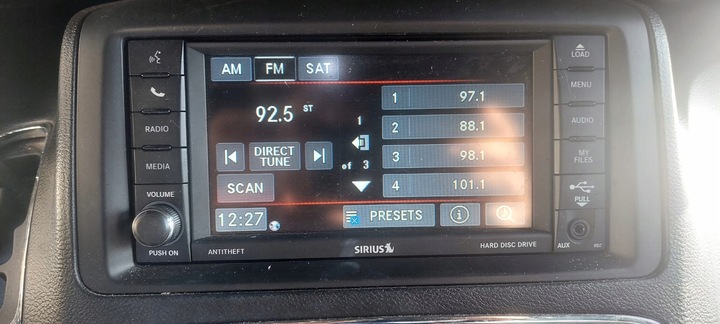 RADIO
MEDIA
VOLUME
PUSH ON
AM FM SAT
92.5 ST
DIRECT
TUNE
SCAN
12:27
1
of 3
1 97.1
2 88.1
3 98.1
4 101.1
PRESETS
LOAD
MENU
AUDIO
MY
FILES
PULL
AUX
ANTITHEFT
SIRIUS
HARD DISC DRIVE